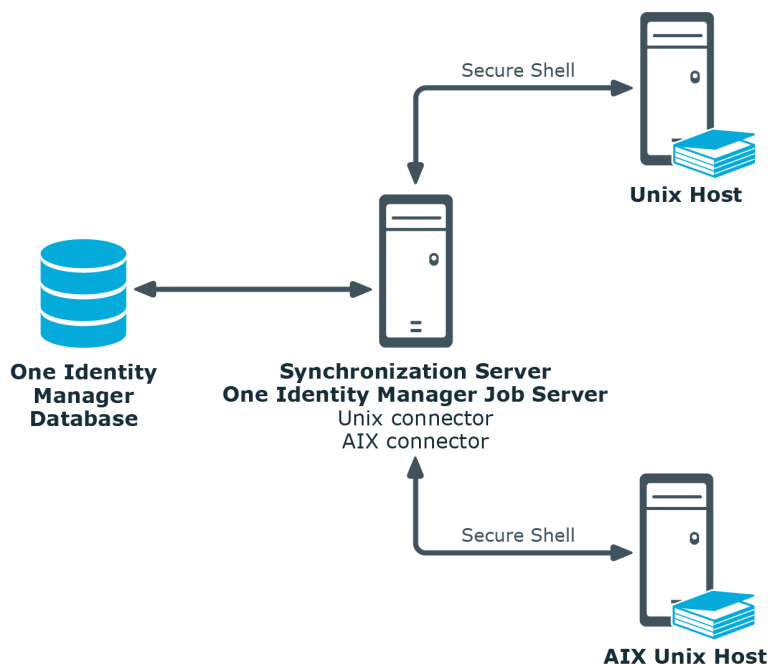 Secure Shell
Unix Host
One Identity
Manager
Database
Synchronization Server
One Identity Manager Job Server
Unix connector
AIX connector
Secure Shell
AIX Unix Host